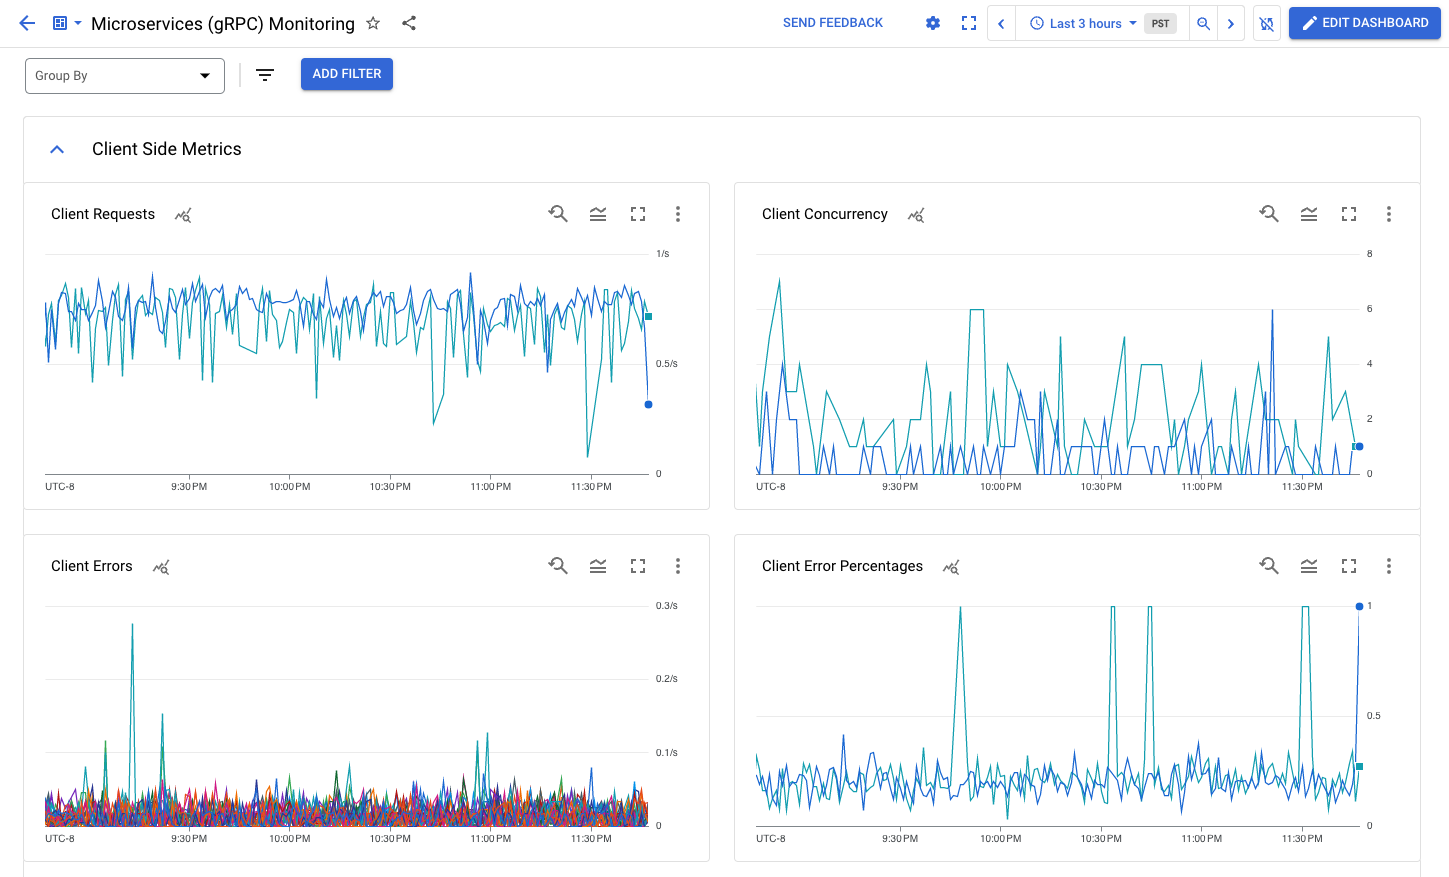 Microservices (gRPC) Monitoring
SEND FEEDBACK
Last 3 hours
PST
EDIT DASHBOARD
Group By
ADD FILTER
Client Side Metrics
Client Requests
1/s
0.5/s
0
UTC-8
9:30 PM
10:00 PM
10:30 PM
11:00 PM
11:30 PM
Client Concurrency
8
6
4
2
0
UTC-8
9:30 PM
10:00 PM
10:30 PM
11:00 PM
11:30 PM
Client Errors
0.3/s
0.2/s
0.1/s
0
UTC-8
9:30 PM
10:00 PM
10:30 PM
11:00 PM
11:30 PM
Client Error Percentages
1
0.5
0
UTC-8
9:30 PM
10:00 PM
10:30 PM
11:00 PM
11:30 PM